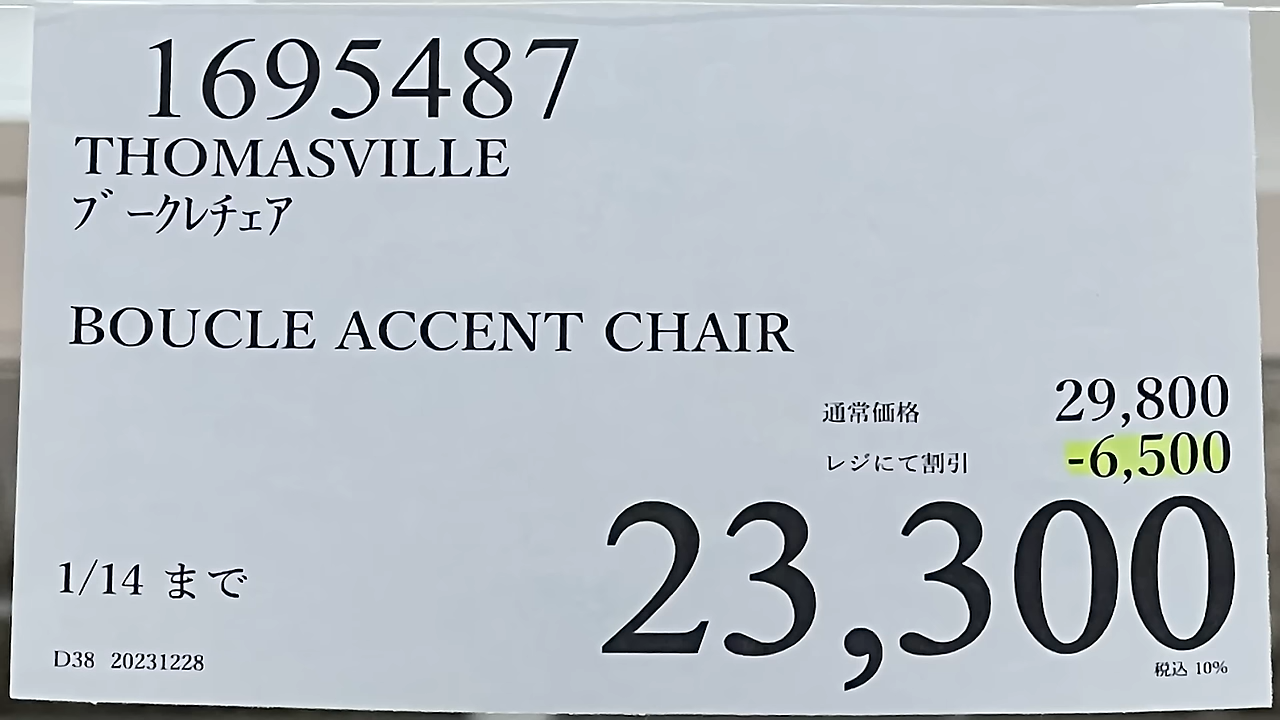 1695487
THOMASVILLE
ブークレチェア
BOUCLE ACCENT CHAIR
通常価格 29,800
レジにて割引 -6,500
23,300
1/14 まで
税込 10%
D38 20231228